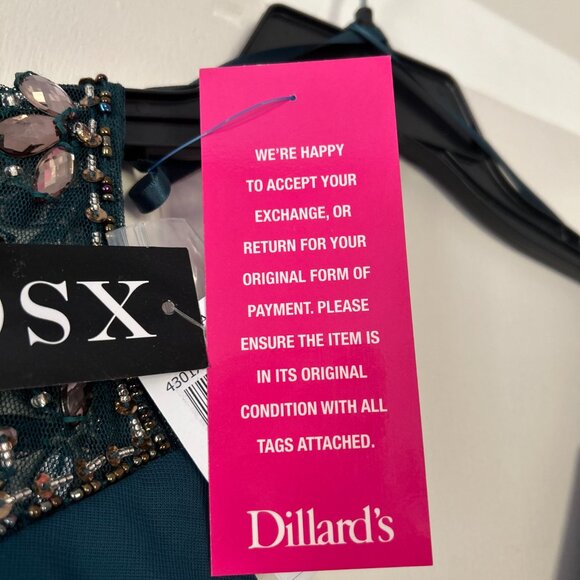 WE'RE HAPPY
TO ACCEPT YOUR
EXCHANGE, OR
RETURN FOR YOUR
ORIGINAL FORM OF
PAYMENT. PLEASE
ENSURE THE ITEM IS
IN ITS ORIGINAL
CONDITION WITH ALL
TAGS ATTACHED.
Dillard's
OSX